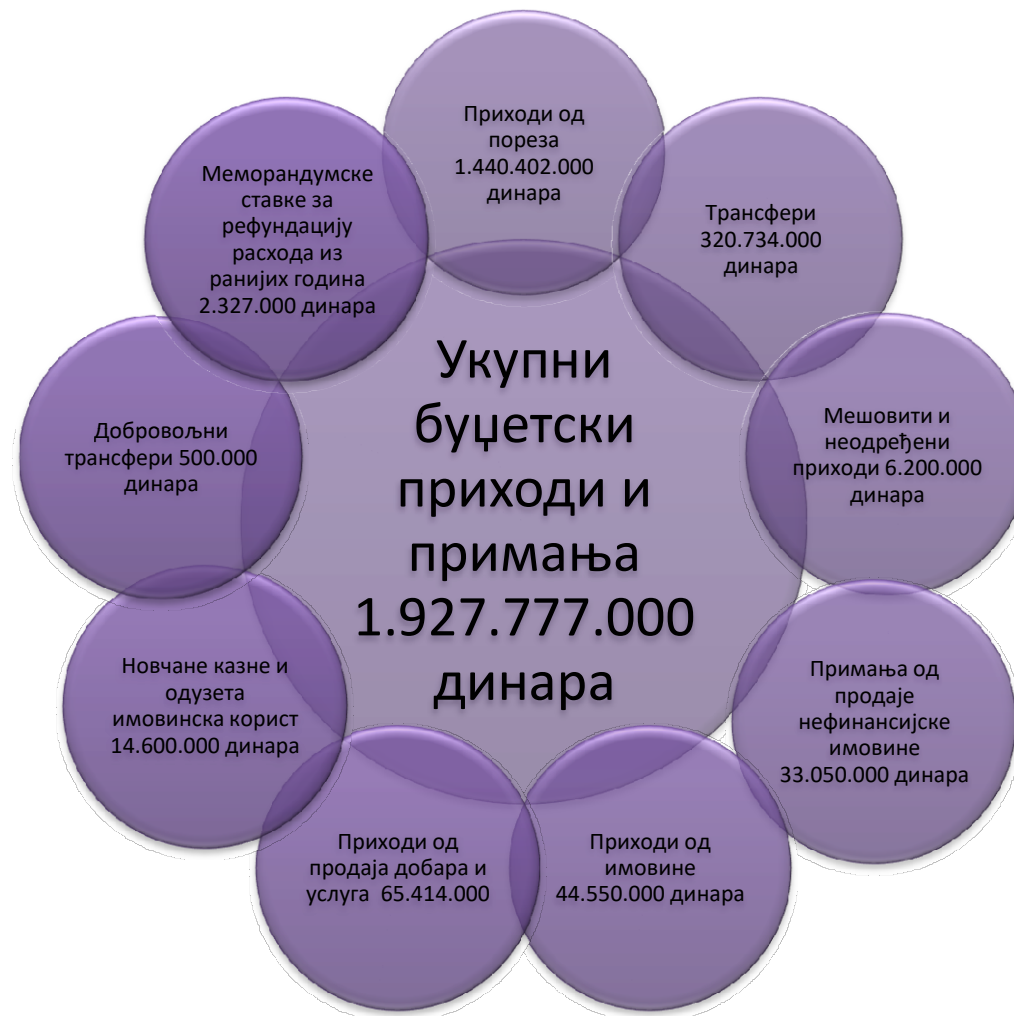 Приходи од
пореза
1.440.402.000
динара
Трансфери
320.734.000
динара
Мешовити и
неодређени
приходи 6.200.000
динара
Примања од
продаје
нефинансијске
имовине
33.050.000 динара
Приходи од
имовине
44.550.000 динара
Приходи од
продаја добара и
услуга  65.414.000
Новчане казне и
одузета
имовинска корист
14.600.000 динара
Добровољни
трансфери 500.000
динара
Меморандумске
ставке за
рефундацију
расхода из
ранијих година
2.327.000 динара
Укупни
буџетски
приходи и
примања
1.927.777.000
динара